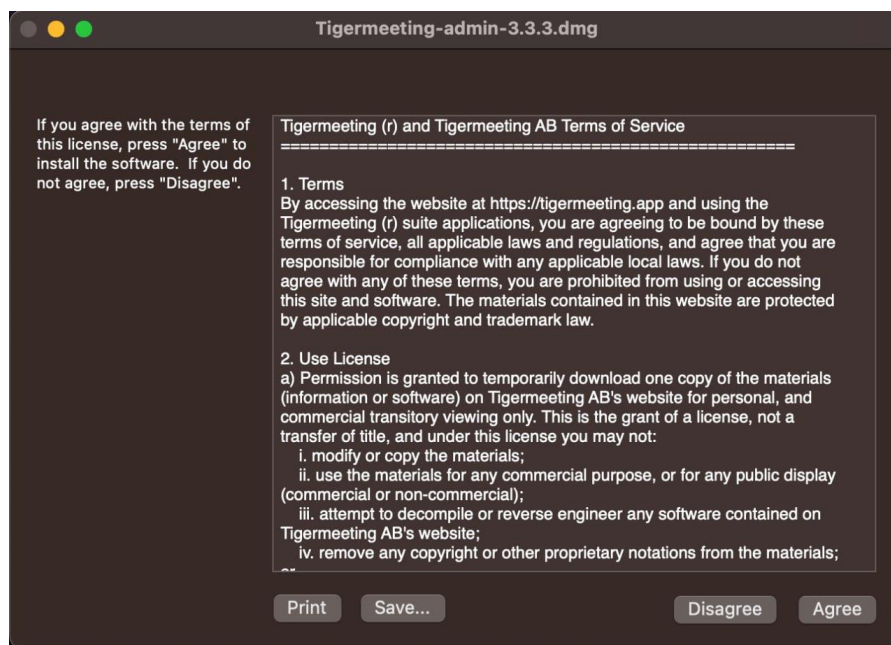 Tigermeeting-admin-3.3.3.dmg
If you agree with the terms of
this license, press "Agree" to
install the software.  If you do
not agree, press "Disagree".
Tigermeeting (r) and Tigermeeting AB Terms of Service
=====================================================
1. Terms
By accessing the website at https://tigermeeting.app and using the
Tigermeeting (r) suite applications, you are agreeing to be bound by these
terms of service, all applicable laws and regulations, and agree that you are
responsible for compliance with any applicable local laws. If you do not
agree with any of these terms, you are prohibited from using or accessing
this site and software. The materials contained in this website are protected
by applicable copyright and trademark law.
2. Use License
a) Permission is granted to temporarily download one copy of the materials
(information or software) on Tigermeeting AB's website for personal, and
commercial transitory viewing only. This is the grant of a license, not a
transfer of title, and under this license you may not:
i. modify or copy the materials;
ii. use the materials for any commercial purpose, or for any public display
(commercial or non-commercial);
iii. attempt to decompile or reverse engineer any software contained on
Tigermeeting AB's website;
iv. remove any copyright or other proprietary notations from the materials;
Print Save... Disagree Agree